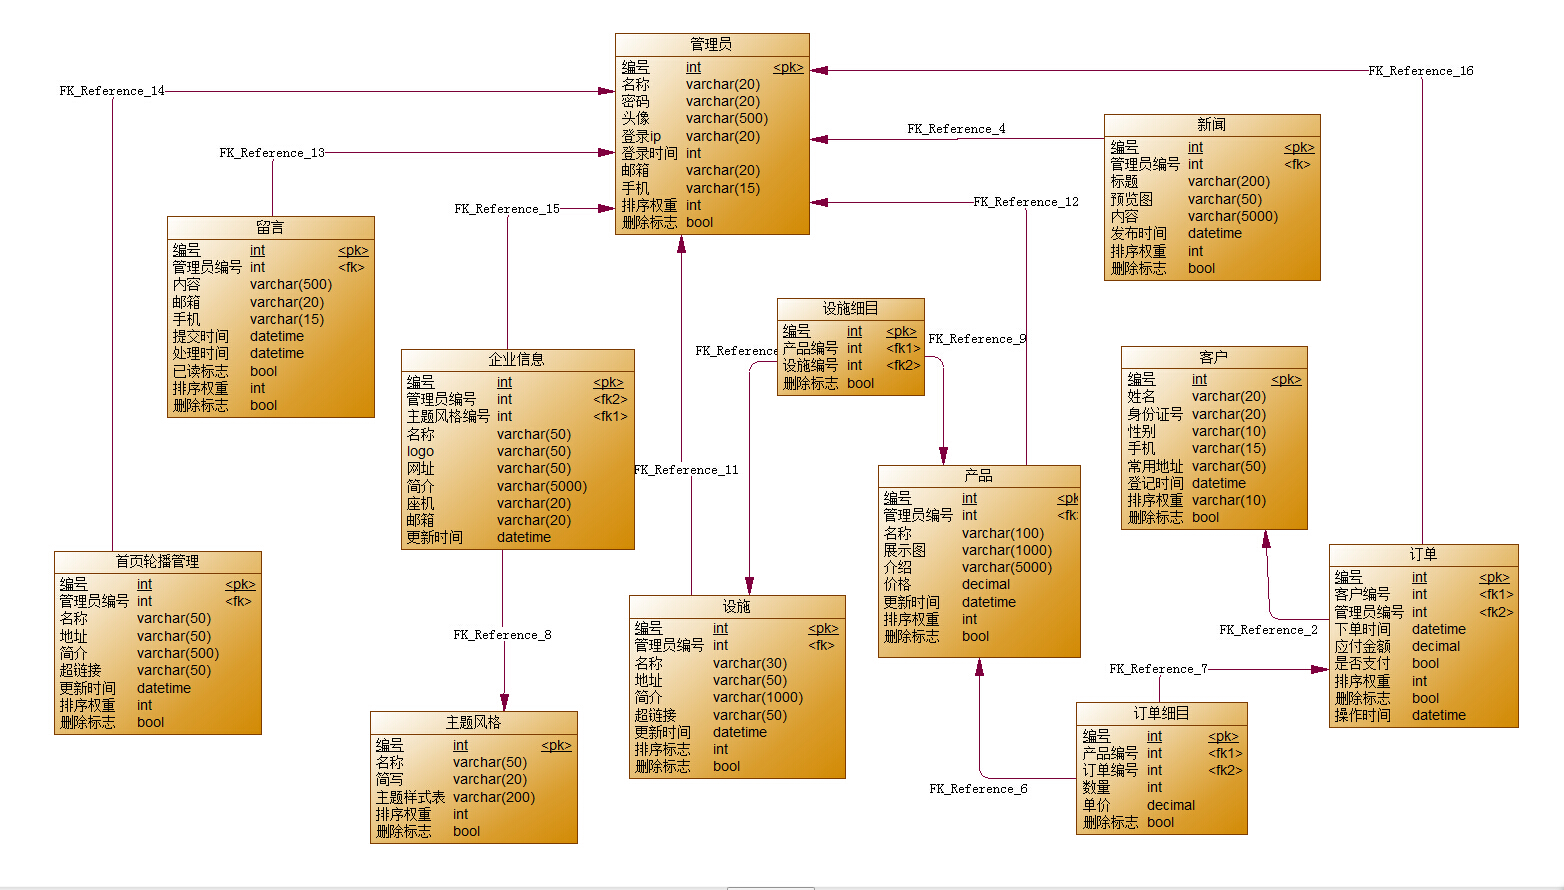 管理员
编号 int <pk>
名称 varchar(20)
密码 varchar(20)
头像 varchar(500)
登录ip varchar(20)
登录时间 int
邮箱 varchar(20)
手机 varchar(15)
排序权重 int
删除标志 bool
FK_Reference_14
FK_Reference_16
FK_Reference_4
FK_Reference_13
FK_Reference_15
FK_Reference_12
新闻
编号 int <pk>
管理员编号 int <fk>
标题 varchar(200)
预览图 varchar(50)
内容 varchar(5000)
发布时间 datetime
排序权重 int
删除标志 bool
留言
编号 int <pk>
管理员编号 int <fk>
内容 varchar(500)
邮箱 varchar(20)
手机 varchar(15)
提交时间 datetime
处理时间 datetime
已读标志 bool
排序权重 int
删除标志 bool
设施细目
编号 int <pk>
产品编号 int <fk1>
设施编号 int <fk2>
删除标志 bool
FK_Reference
FK_Reference_9
企业信息
编号 int <pk>
管理员编号 int <fk2>
主题风格编号 int <fk1>
名称 varchar(50)
logo varchar(50)
网址 varchar(50)
简介 varchar(5000)
座机 varchar(20)
邮箱 varchar(20)
更新时间 datetime
客户
编号 int <pk>
姓名 varchar(20)
身份证号 varchar(20)
性别 varchar(10)
手机 varchar(15)
常用地址 varchar(50)
登记时间 datetime
排序权重 varchar(10)
删除标志 bool
FK_Reference_11
产品
编号 int <pk
管理员编号 int <fk
名称 varchar(100)
展示图 varchar(1000)
介绍 varchar(5000)
价格 decimal
更新时间 datetime
排序权重 int
删除标志 bool
首页轮播管理
编号 int <pk>
管理员编号 int <fk>
名称 varchar(50)
地址 varchar(50)
简介 varchar(500)
超链接 varchar(50)
更新时间 datetime
排序权重 int
删除标志 bool
订单
编号 int <pk>
客户编号 int <fk1>
管理员编号 int <fk2>
下单时间 datetime
应付金额 decimal
是否支付 bool
排序权重 int
删除标志 bool
操作时间 datetime
FK_Reference_8
FK_Reference_2
FK_Reference_7
设施
编号 int <pk>
管理员编号 int <fk>
名称 varchar(30)
地址 varchar(50)
简介 varchar(1000)
超链接 varchar(50)
更新时间 datetime
排序标志 int
删除标志 bool
主题风格
编号 int <pk>
名称 varchar(50)
简写 varchar(20)
主题样式表 varchar(200)
排序权重 int
删除标志 bool
订单细目
编号 int <pk>
产品编号 int <fk1>
订单编号 int <fk2>
数量 int
单价 decimal
删除标志 bool
FK_Reference_6